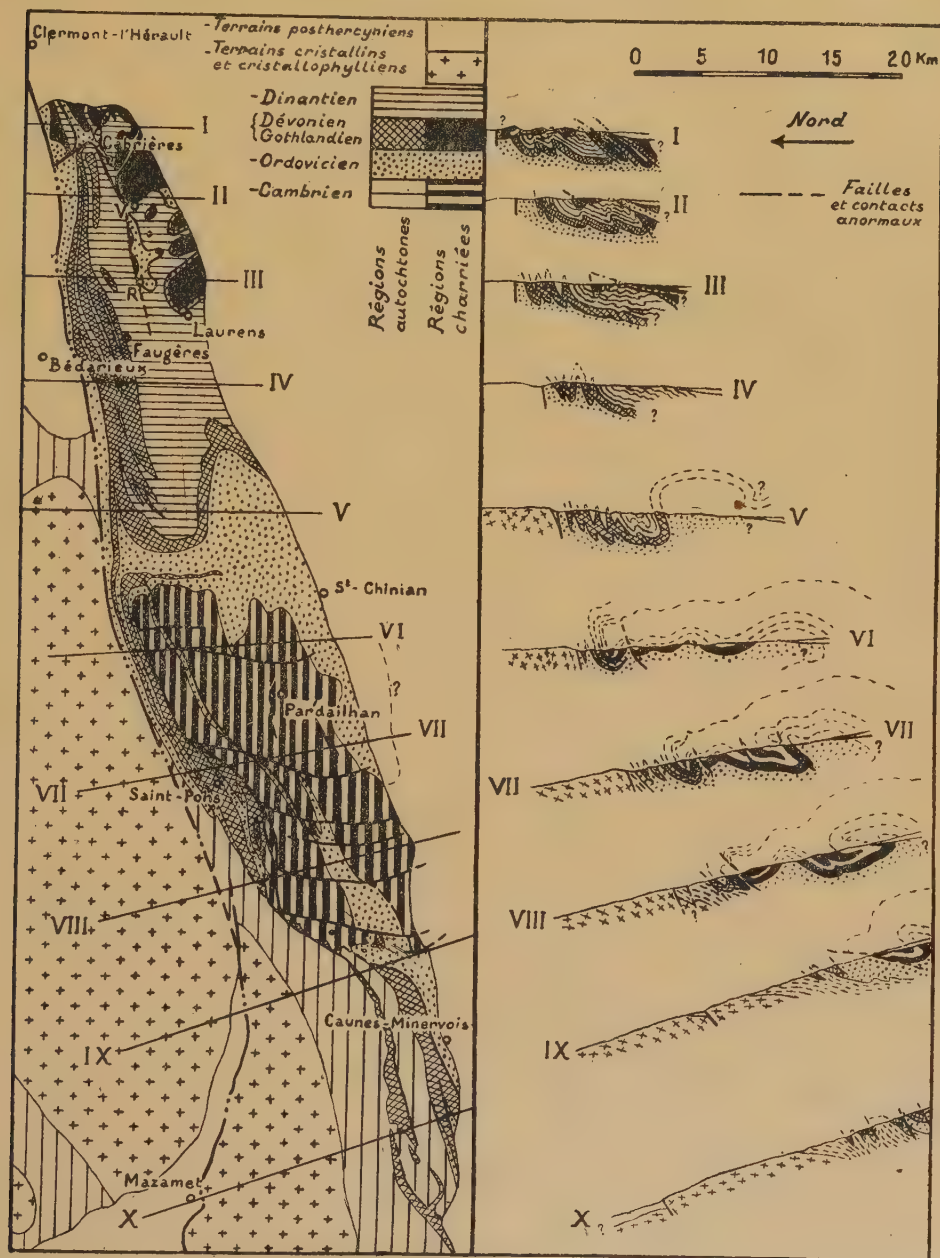 Clermont-l'Hérault
-Terrains posthercyniens
-Terrains cristallins
et cristallophylliens
-Dinantien
{Dévonien
Gothlandien
-Ordovicien
-Cambrien
Régions
autochtones
Régions
charriées
0 5 10 15 20 Km
Nord
Failles
et contacts
anormaux
I
Cabrières
II
V
III
R
Laurens
Faugères
Bédarieux
IV
V
St-Chinian
VI
?
Pardailhan
VII
VII
Saint-Pons
VIII
IX
Caunes-Minervois
Mazamet
X
? I ?
II ?
III ?
IV ?
? V ?
VI ?
VII VII ?
VIII ? ?
IX
X ?